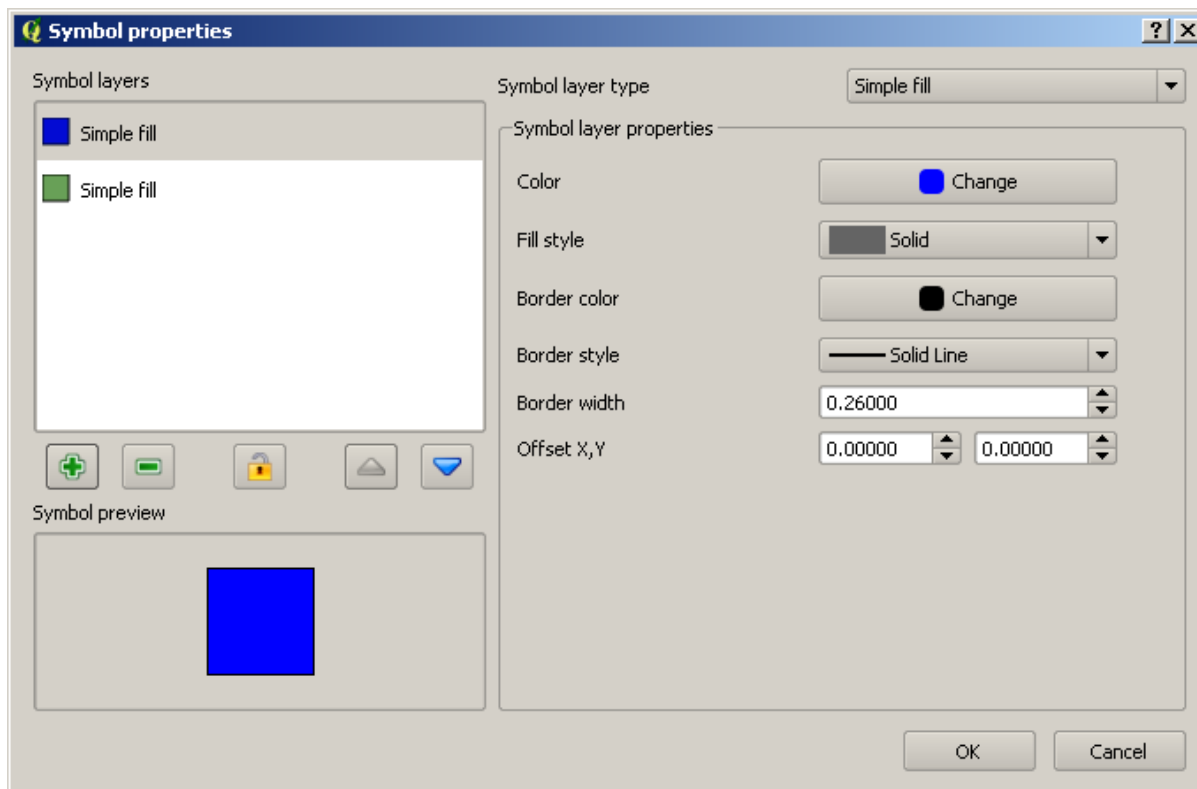 Symbol properties
Symbol layers
Simple fill
Simple fill
Symbol preview
Symbol layer type Simple fill
Symbol layer properties
Color Change
Fill style Solid
Border color Change
Border style Solid Line
Border width 0.26000
Offset X,Y 0.00000 0.00000
OK Cancel